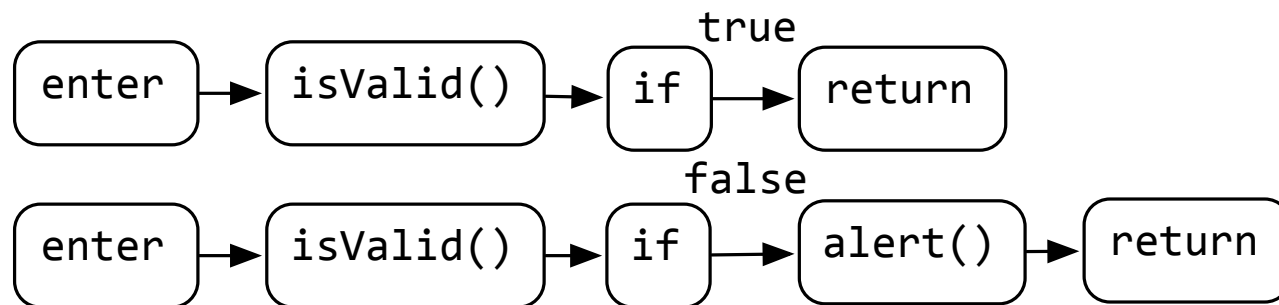 true
enter isValid() if return
false
enter isValid() if alert() return